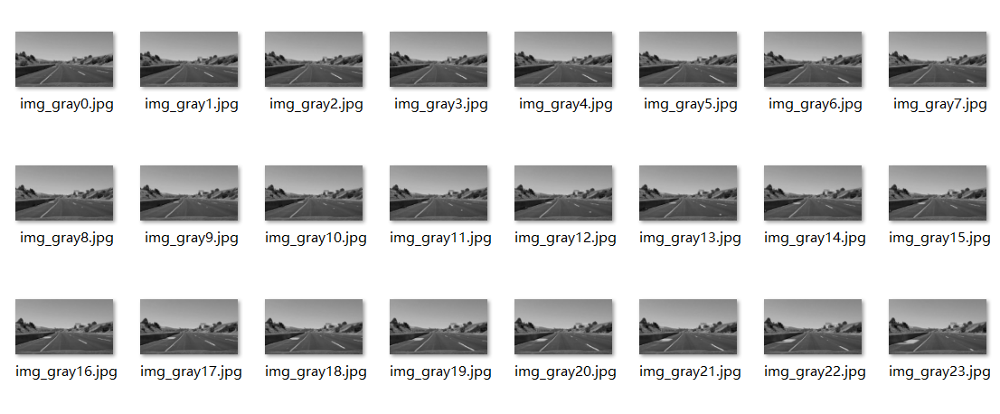 img_gray0.jpg img_gray1.jpg img_gray2.jpg img_gray3.jpg img_gray4.jpg img_gray5.jpg img_gray6.jpg img_gray7.jpg
img_gray8.jpg img_gray9.jpg img_gray10.jpg img_gray11.jpg img_gray12.jpg img_gray13.jpg img_gray14.jpg img_gray15.jpg
img_gray16.jpg img_gray17.jpg img_gray18.jpg img_gray19.jpg img_gray20.jpg img_gray21.jpg img_gray22.jpg img_gray23.jpg